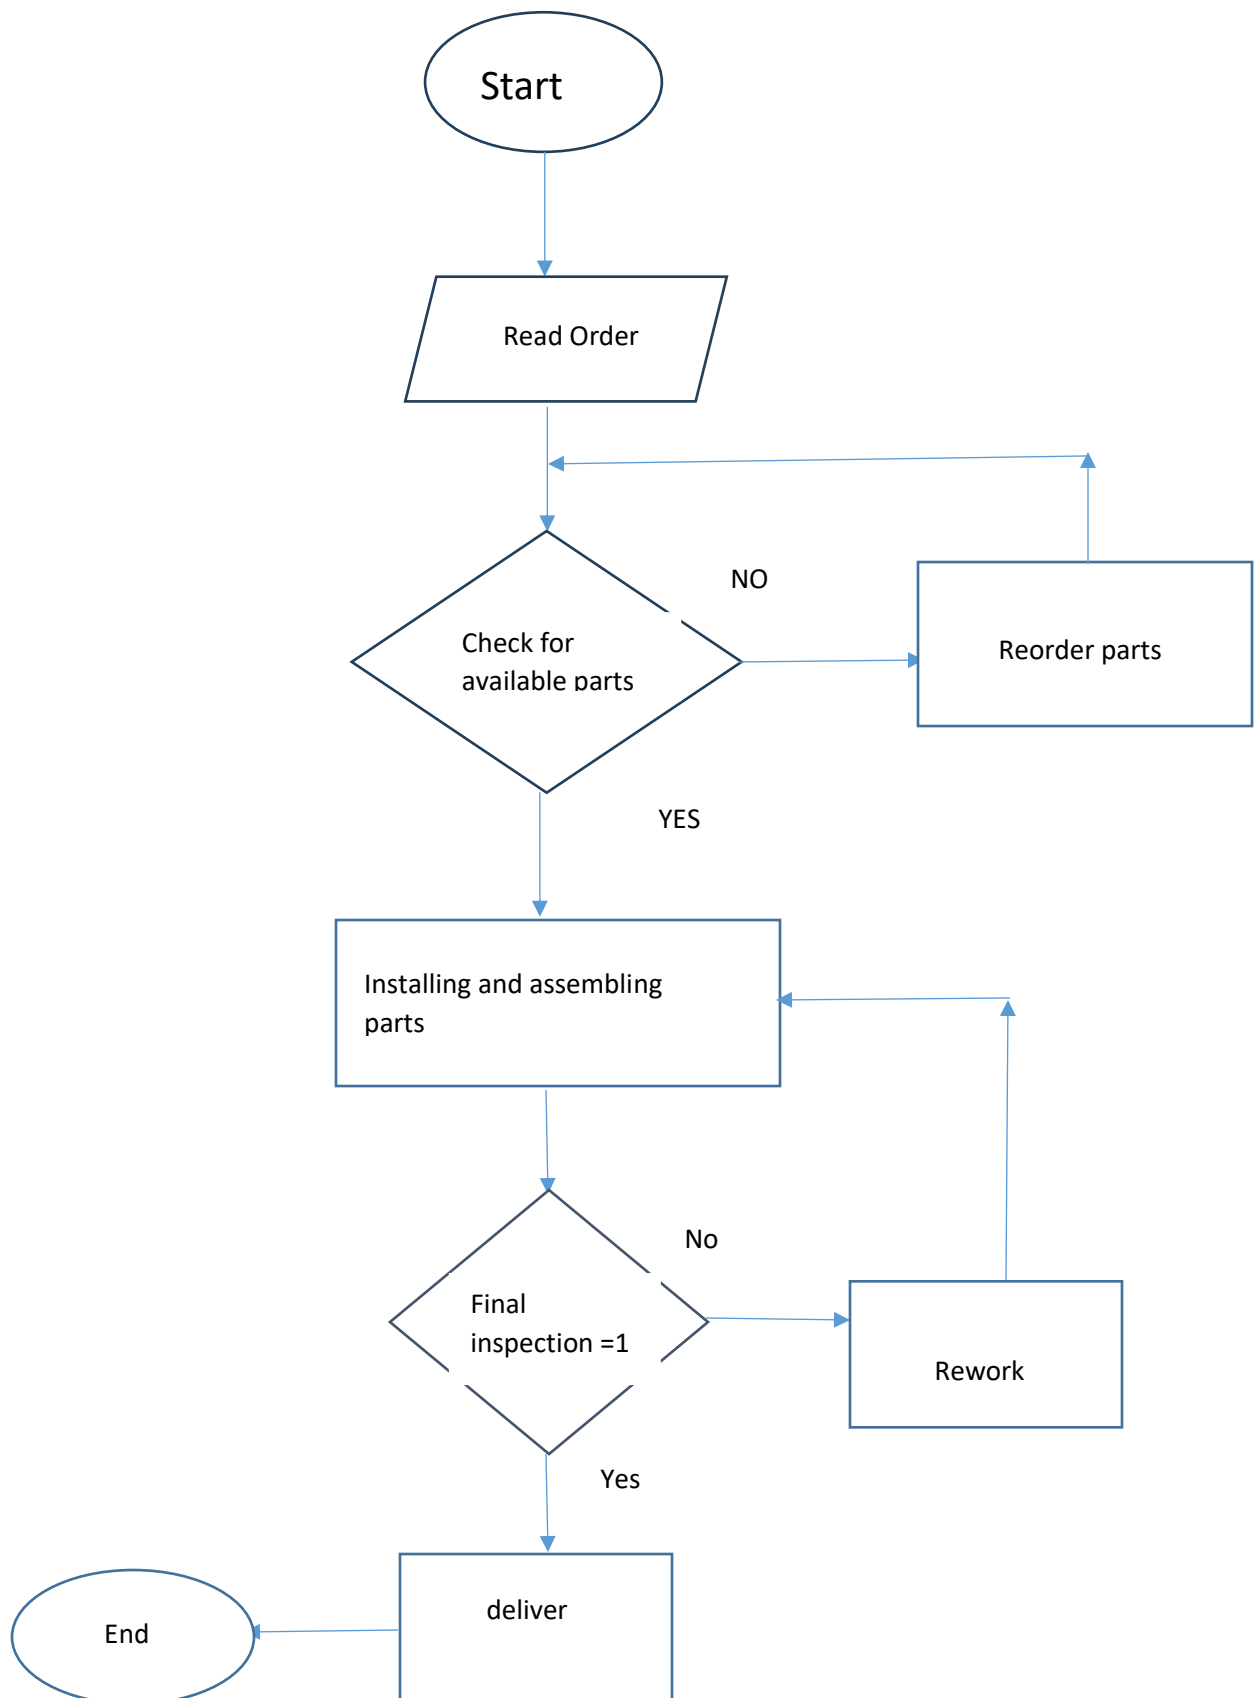 Start
Read Order
NO
Check for
available parts
Reorder parts
YES
Installing and assembling
parts
No
Final
inspection =1
Rework
Yes
deliver
End